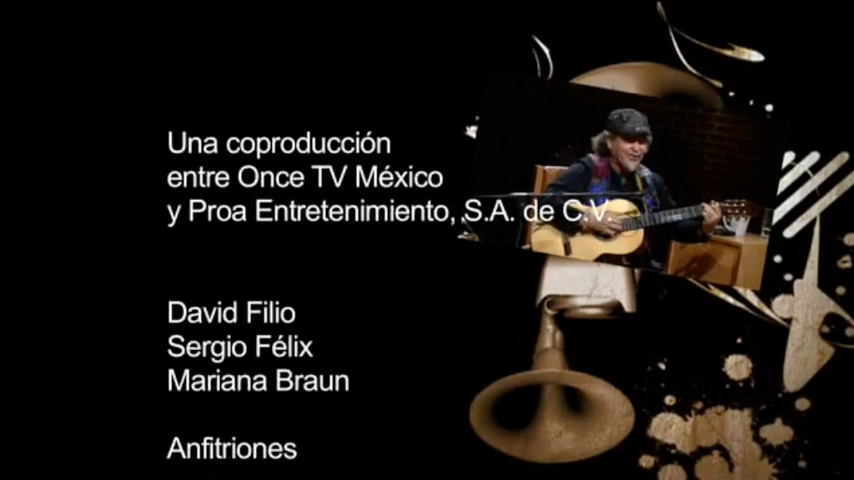 Una coproducción
entre Once TV México
y Proa Entretenimiento, S.A. de C.V.
David Filio
Sergio Félix
Mariana Braun
Anfitriones